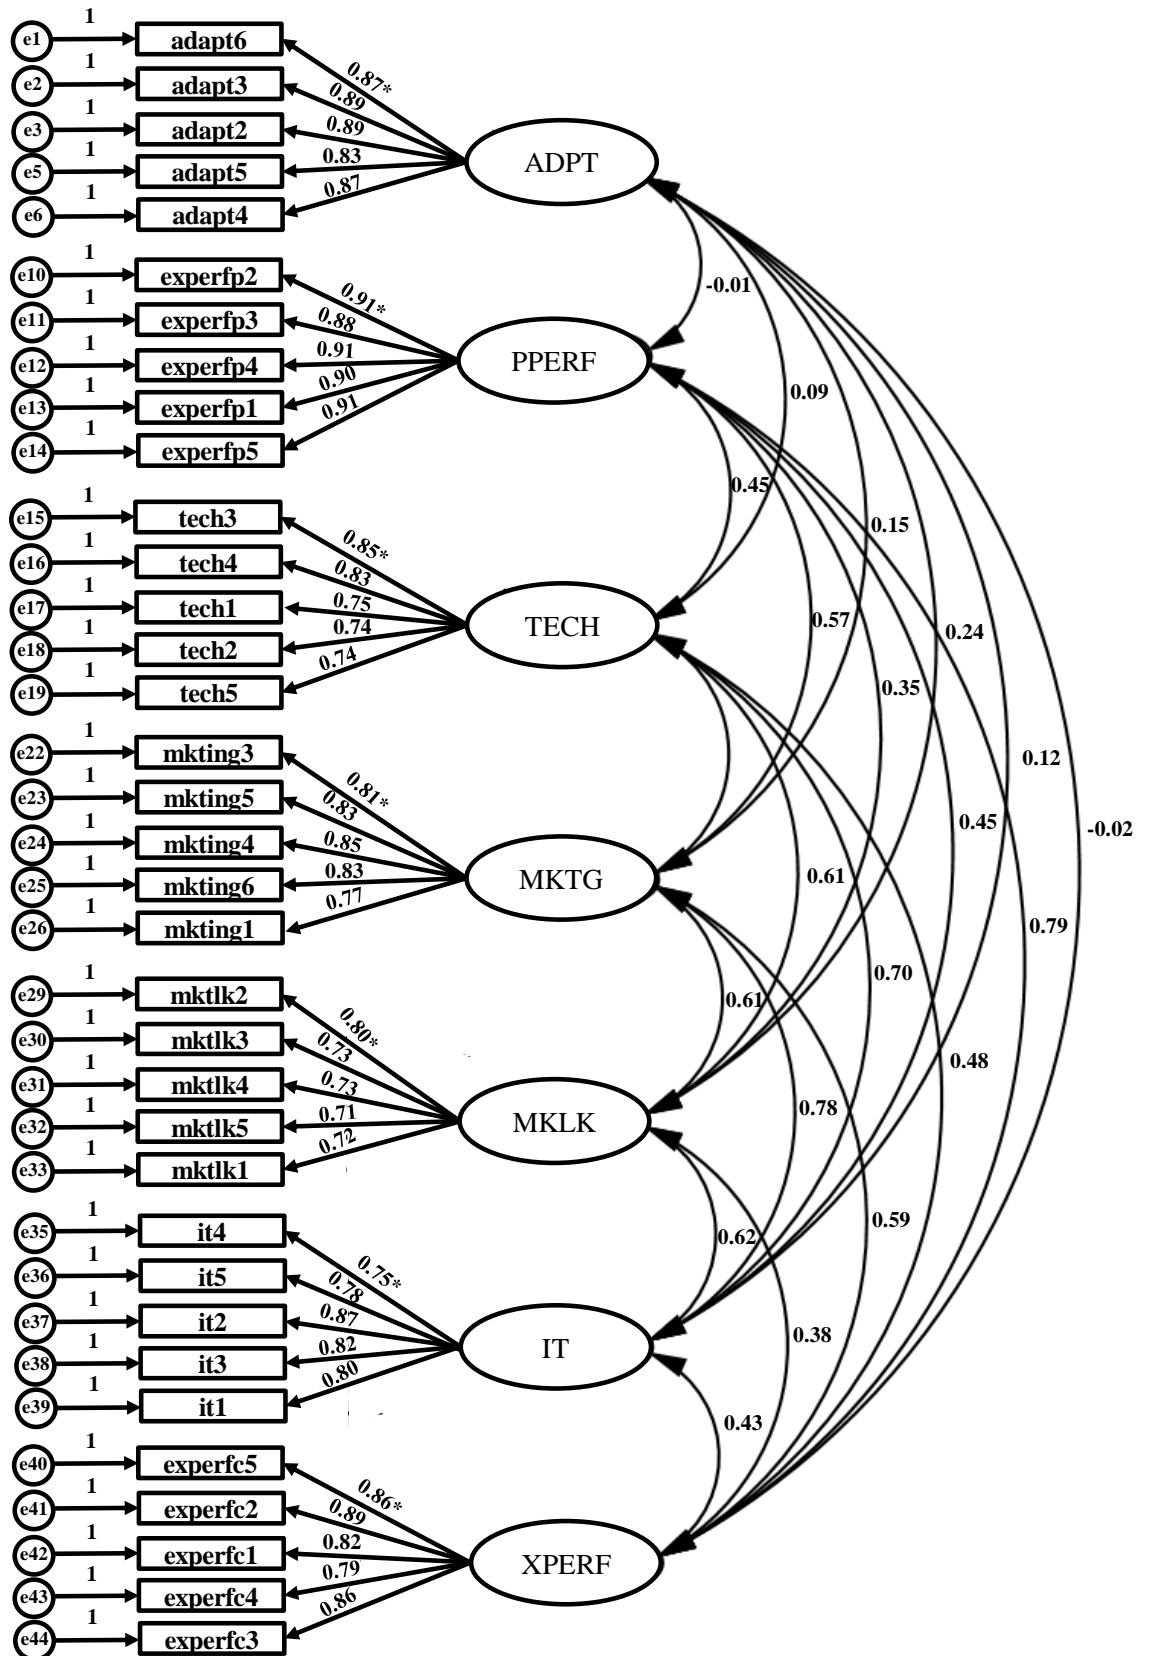 1
e1 adapt6
0.87*
1
e2 adapt3
0.89
1
e3 adapt2
0.89
ADPT
1
e5 adapt5
0.83
1
e6 adapt4
0.87
-0.01
1
e10 experfp2
0.91*
1
e11 experfp3
0.88
1
e12 experfp4
0.91
PPERF
1
e13 experfp1
0.90
0.09
1
e14 experfp5
0.91
0.45
1
e15 tech3
0.85*
0.15
1
e16 tech4
0.83
1
e17 tech1
0.75
TECH
0.57
0.24
1
e18 tech2
0.74
1
e19 tech5
0.74
0.35
1
e22 mkting3
0.81*
0.12
1
e23 mkting5
0.83
0.45
-0.02
1
e24 mkting4
0.85
MKTG
0.61
1
e25 mkting6
0.83
1
e26 mkting1
0.77
0.79
0.70
1
e29 mktlk2
0.80*
0.61
1
e30 mktlk3
0.73
0.48
1
e31 mktlk4
0.73
MKLK
0.78
1
e32 mktlk5
0.71
1
e33 mktlk1
0.72
1
e35 it4
0.75*
0.62
0.59
1
e36 it5
0.78
1
e37 it2
0.87
IT
0.38
1
e38 it3
0.82
1
e39 it1
0.80
0.43
1
e40 experfc5
0.86*
1
e41 experfc2
0.89
1
e42 experfc1
0.82
XPERF
1
e43 experfc4
0.79
1
e44 experfc3
0.86